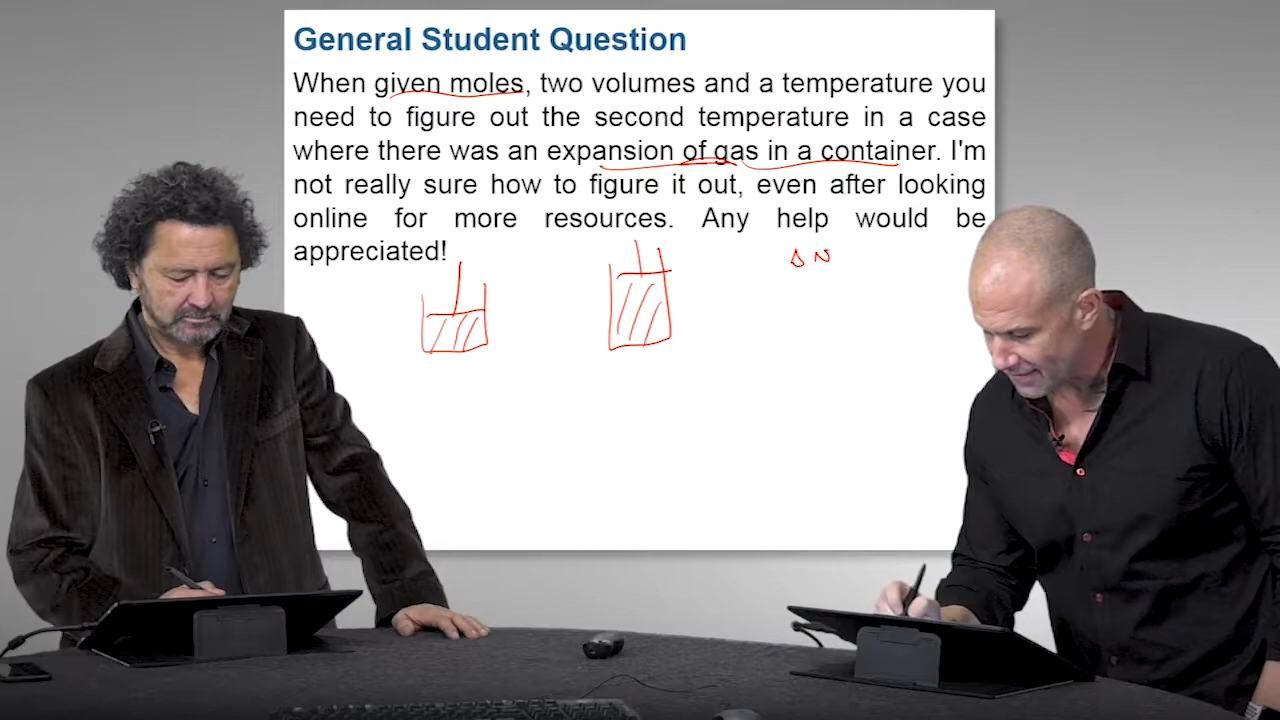 General Student Question
When given moles, two volumes and a temperature you
need to figure out the second temperature in a case
where there was an expansion of gas in a container. I'm
not really sure how to figure it out, even after looking
online for more resources. Any help would be
appreciated!
Δ N